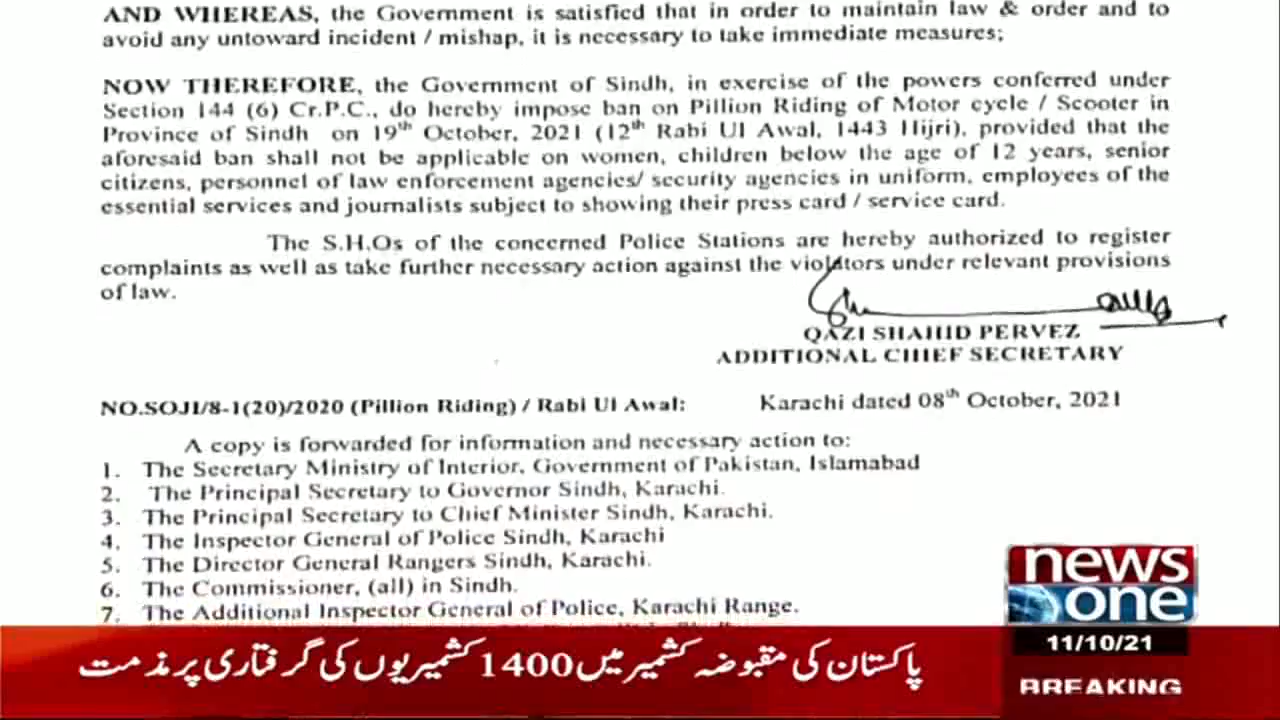 AND WHEREAS, the Government is satisfied that in order to maintain law & order and to
avoid any untoward incident / mishap, it is necessary to take immediate measures;
NOW THEREFORE, the Government of Sindh, in exercise of the powers conferred under
Section 144 (6) Cr.P.C., do hereby impose ban on Pillion Riding of Motor cycle / Scooter in
Province of Sindh on 19th October, 2021 (12th Rabi Ul Awal, 1443 Hijri), provided that the
aforesaid ban shall not be applicable on women, children below the age of 12 years, senior
citizens, personnel of law enforcement agencies/ security agencies in uniform, employees of the
essential services and journalists subject to showing their press card / service card.
The S.H.Os of the concerned Police Stations are hereby authorized to register
complaints as well as take further necessary action against the violators under relevant provisions
of law.
QAZI SHAHID PERVEZ
ADDITIONAL CHIEF SECRETARY
NO.SOJI/8-1(20)/2020 (Pillion Riding) / Rabi Ul Awal: Karachi dated 08th October, 2021
A copy is forwarded for information and necessary action to:
1. The Secretary Ministry of Interior, Government of Pakistan, Islamabad
2. The Principal Secretary to Governor Sindh, Karachi.
3. The Principal Secretary to Chief Minister Sindh, Karachi.
4. The Inspector General of Police Sindh, Karachi
5. The Director General Rangers Sindh, Karachi.
6. The Commissioner, (all) in Sindh.
7. The Additional Inspector General of Police, Karachi Range.
news
one
11/10/21
پاکستان کی مقبوضہ کشمیر میں 1400 کشمیریوں کی گرفتاری پر مذمت
BREAKING